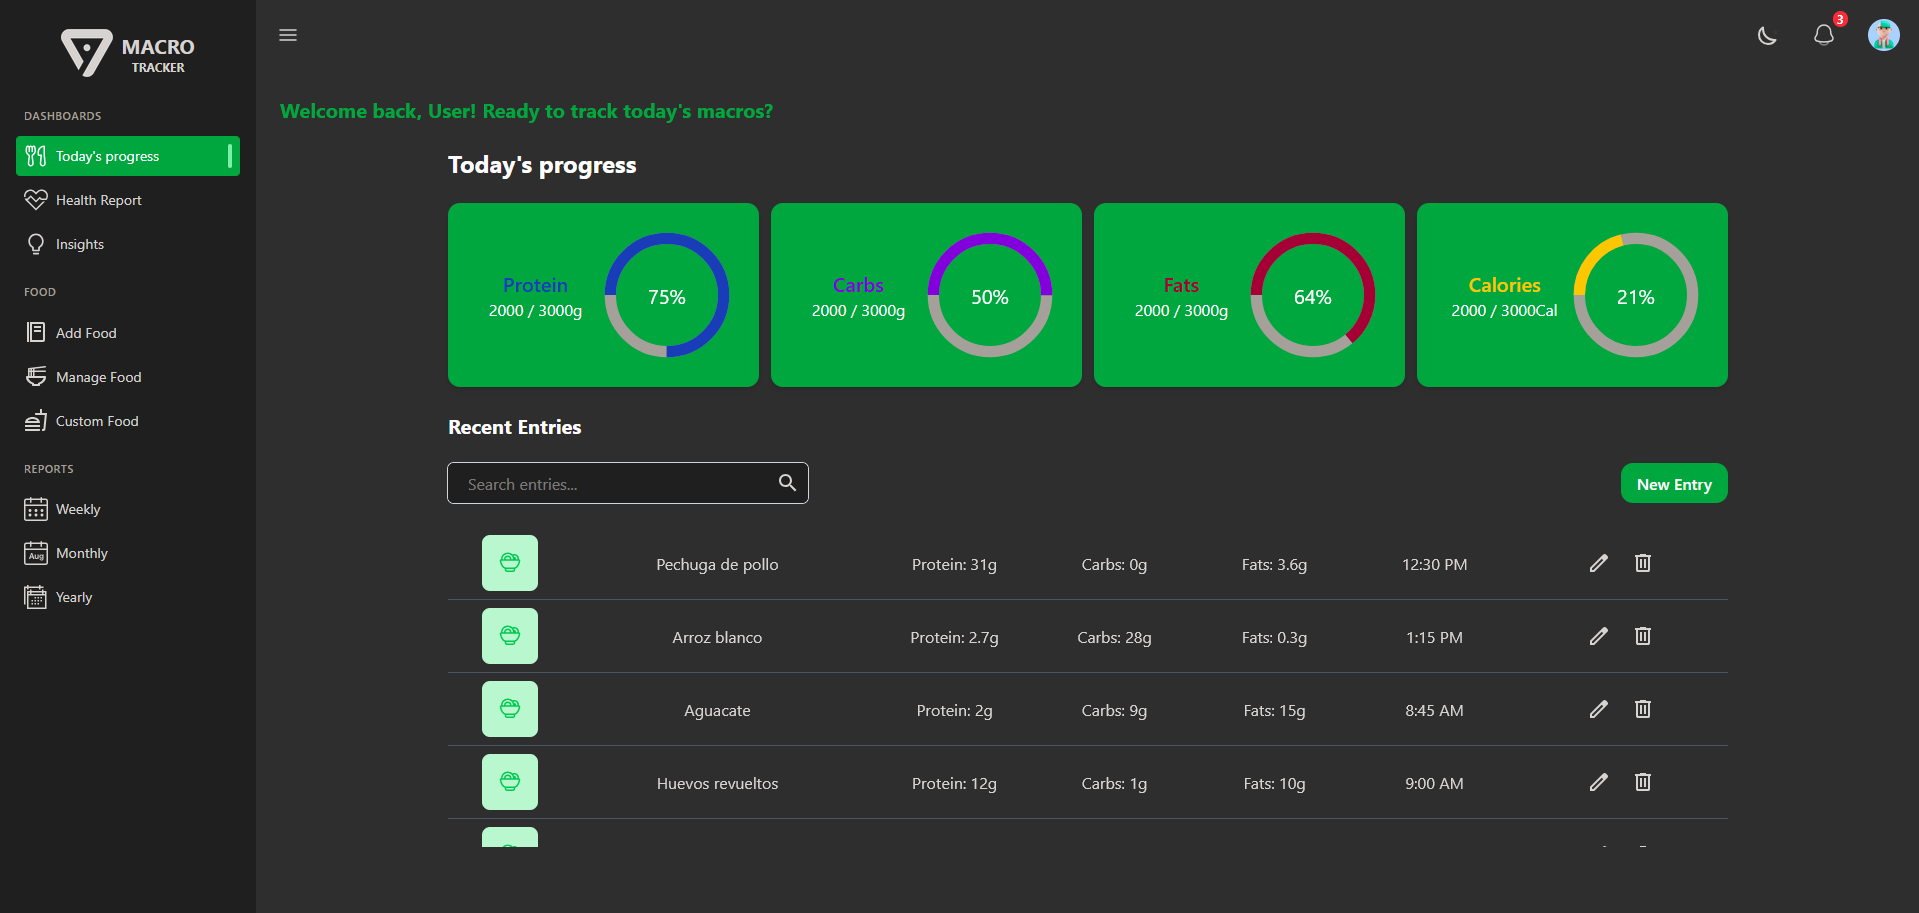 MACRO
TRACKER
3
DASHBOARDS
Today's progress
Health Report
Insights
FOOD
Add Food
Manage Food
Custom Food
REPORTS
Weekly
Aug
Monthly
Yearly
Welcome back, User! Ready to track today's macros?
Today's progress
Protein
2000 / 3000g
75%
Carbs
2000 / 3000g
50%
Fats
2000 / 3000g
64%
Calories
2000 / 3000Cal
21%
Recent Entries
Search entries...
New Entry
Pechuga de pollo Protein: 31g Carbs: 0g Fats: 3.6g 12:30 PM
Arroz blanco Protein: 2.7g Carbs: 28g Fats: 0.3g 1:15 PM
Aguacate Protein: 2g Carbs: 9g Fats: 15g 8:45 AM
Huevos revueltos Protein: 12g Carbs: 1g Fats: 10g 9:00 AM